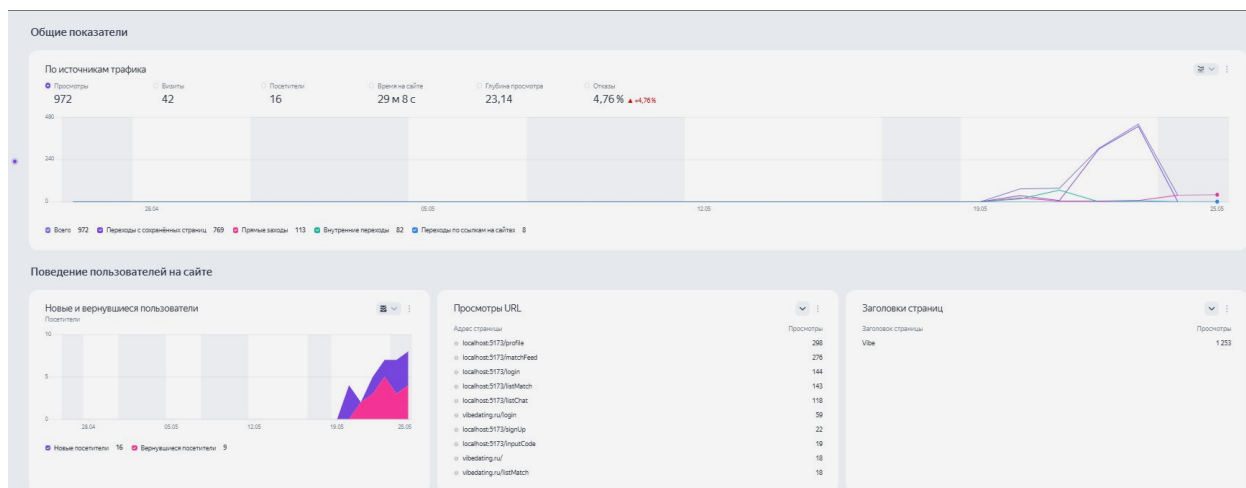 Общие показатели
По источникам трафика
Просмотры Визиты Посетители Время на сайте Глубина просмотра Отказы
972 42 16 29 м 8 с 23,14 4,76 % ▲ +4,76%
480
240
0
28.04 05.05 12.05 19.05 25.05
Всего 972 Переходы с сохранённых страниц 769 Прямые заходы 113 Внутренние переходы 82 Переходы по ссылкам на сайтах 8
Поведение пользователей на сайте
Новые и вернувшиеся пользователи
Посетители
10
5
0
28.04 05.05 12.05 19.05 25.05
Новые посетители 16 Вернувшиеся посетители 9
Просмотры URL
Адрес страницы Просмотры
localhost:5173/profile 298
localhost:5173/matchFeed 276
localhost:5173/login 144
localhost:5173/listMatch 143
localhost:5173/listChat 118
vibedating.ru/login 59
localhost:5173/signUp 22
localhost:5173/inputCode 19
vibedating.ru/ 18
vibedating.ru/listMatch 18
Заголовки страниц
Заголовок страницы Просмотры
Vibe 1 253